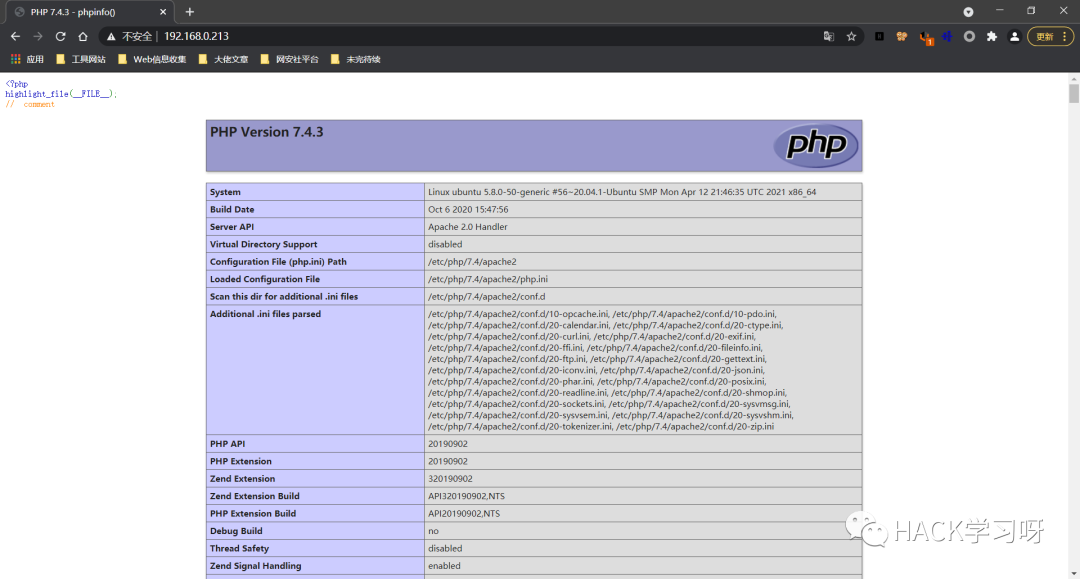 PHP 7.4.3 - phpinfo()
不安全 | 192.168.0.213
更新
应用 工具网站 Web信息收集 大佬文章 网安社平台 未完待续
<?php
highlight_file(__FILE__);
// comment
PHP Version 7.4.3
php
System Linux ubuntu 5.8.0-50-generic #56~20.04.1-Ubuntu SMP Mon Apr 12 21:46:35 UTC 2021 x86_64
Build Date Oct 6 2020 15:47:56
Server API Apache 2.0 Handler
Virtual Directory Support disabled
Configuration File (php.ini) Path /etc/php/7.4/apache2
Loaded Configuration File /etc/php/7.4/apache2/php.ini
Scan this dir for additional .ini files /etc/php/7.4/apache2/conf.d
Additional .ini files parsed /etc/php/7.4/apache2/conf.d/10-opcache.ini, /etc/php/7.4/apache2/conf.d/10-pdo.ini,
/etc/php/7.4/apache2/conf.d/20-calendar.ini, /etc/php/7.4/apache2/conf.d/20-ctype.ini,
/etc/php/7.4/apache2/conf.d/20-curl.ini, /etc/php/7.4/apache2/conf.d/20-exif.ini,
/etc/php/7.4/apache2/conf.d/20-ffi.ini, /etc/php/7.4/apache2/conf.d/20-fileinfo.ini,
/etc/php/7.4/apache2/conf.d/20-ftp.ini, /etc/php/7.4/apache2/conf.d/20-gettext.ini,
/etc/php/7.4/apache2/conf.d/20-iconv.ini, /etc/php/7.4/apache2/conf.d/20-json.ini,
/etc/php/7.4/apache2/conf.d/20-phar.ini, /etc/php/7.4/apache2/conf.d/20-posix.ini,
/etc/php/7.4/apache2/conf.d/20-readline.ini, /etc/php/7.4/apache2/conf.d/20-shmop.ini,
/etc/php/7.4/apache2/conf.d/20-sockets.ini, /etc/php/7.4/apache2/conf.d/20-sysvmsg.ini,
/etc/php/7.4/apache2/conf.d/20-sysvsem.ini, /etc/php/7.4/apache2/conf.d/20-sysvshm.ini,
/etc/php/7.4/apache2/conf.d/20-tokenizer.ini, /etc/php/7.4/apache2/conf.d/20-zip.ini
PHP API 20190902
PHP Extension 20190902
Zend Extension 320190902
Zend Extension Build API320190902,NTS
PHP Extension Build API20190902,NTS
Debug Build no
Thread Safety disabled
Zend Signal Handling enabled
HACK学习呀